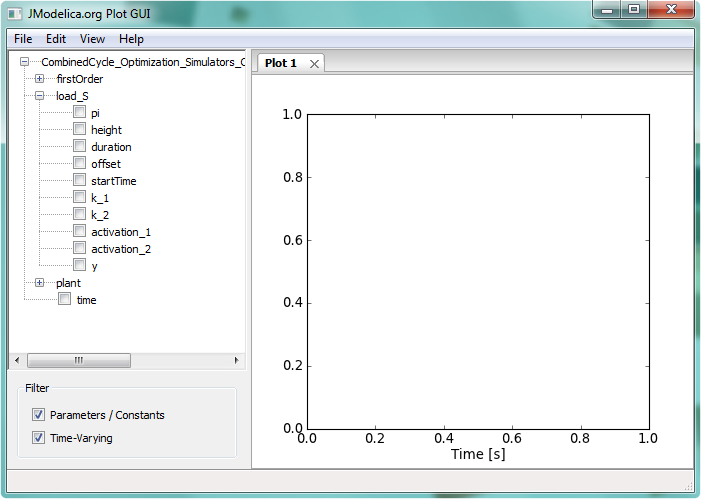 JModelica.org Plot GUI
File Edit View Help
CombinedCycle_Optimization_Simulators_
firstOrder
load_S
pi
height
duration
offset
startTime
k_1
k_2
activation_1
activation_2
y
plant
time
Filter
Parameters / Constants
Time-Varying
Plot 1
1.0
0.8
0.6
0.4
0.2
0.0
0.0 0.2 0.4 0.6 0.8 1.0
Time [s]